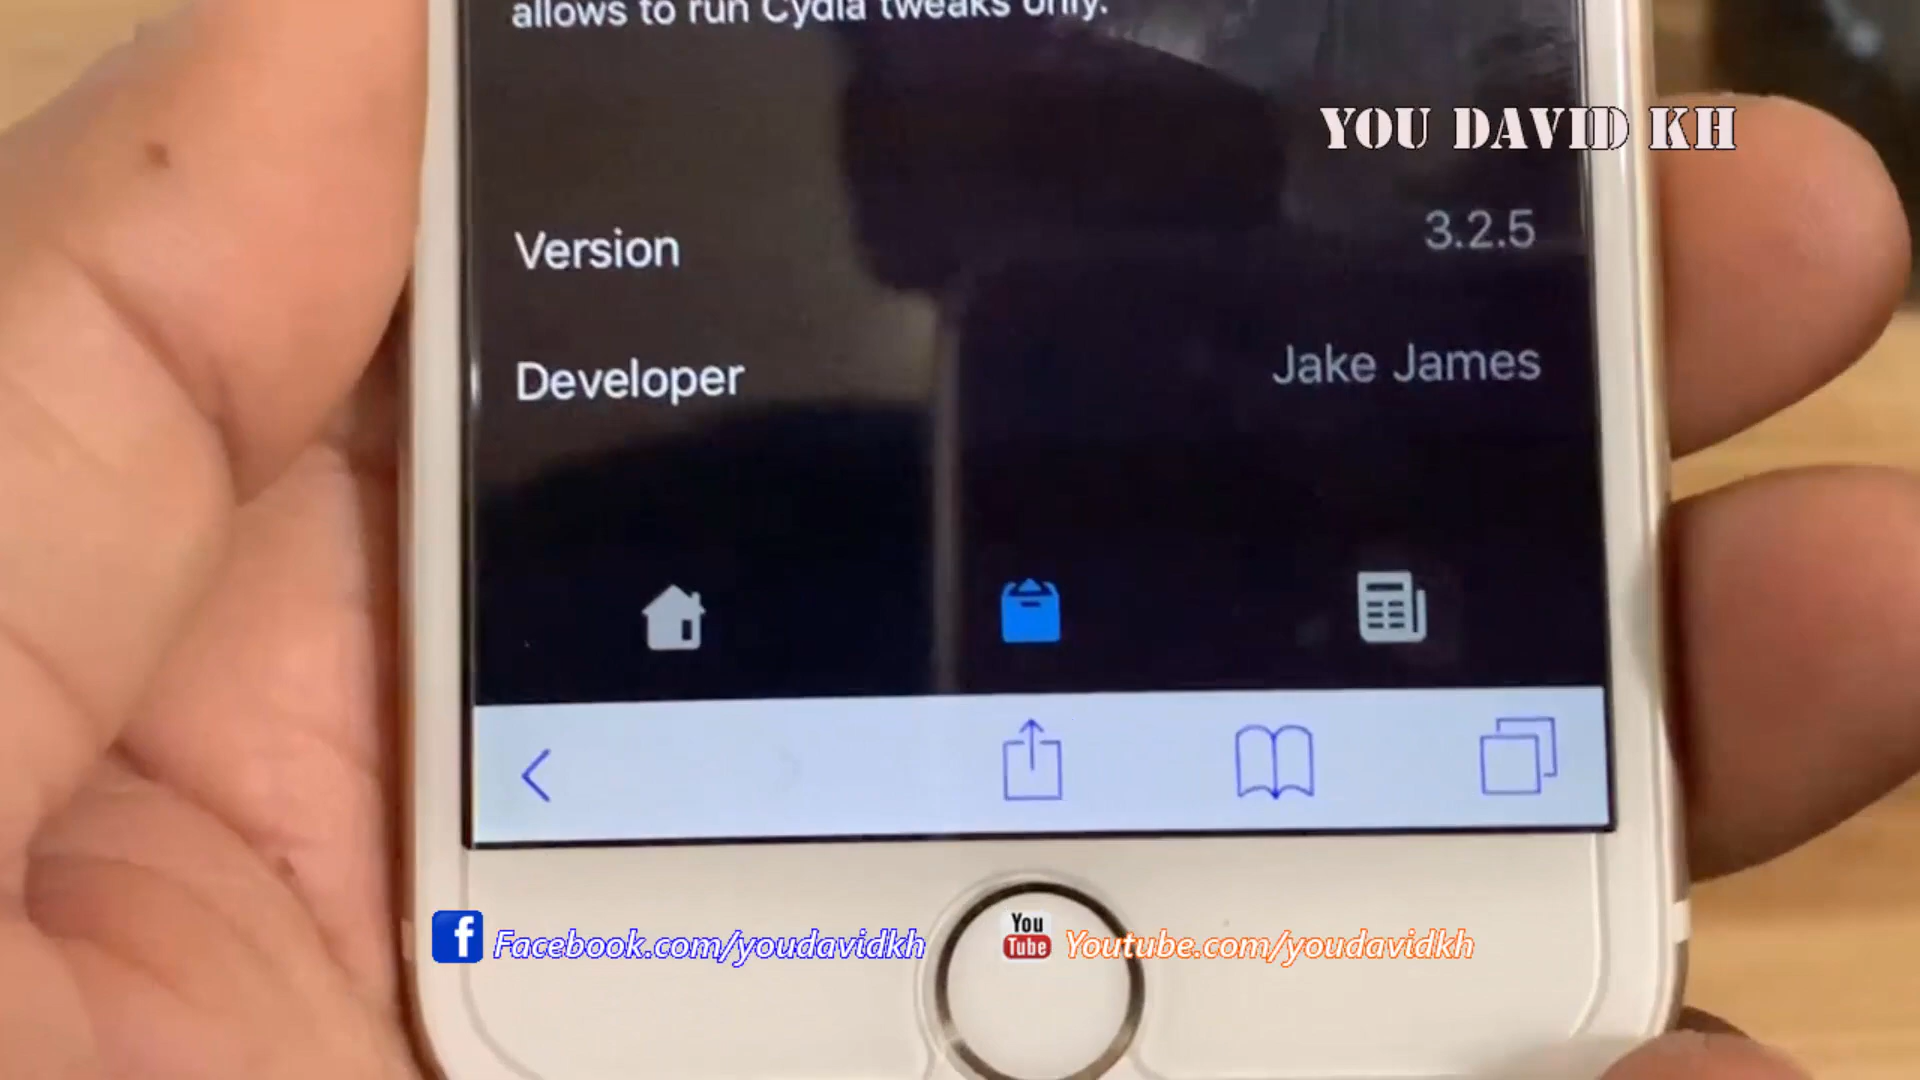 allows to run Cydia tweaks only.
YOU DAVID KH
Version 3.2.5
Developer Jake James
f Facebook.com/youdavidkh You Tube Youtube.com/youdavidkh